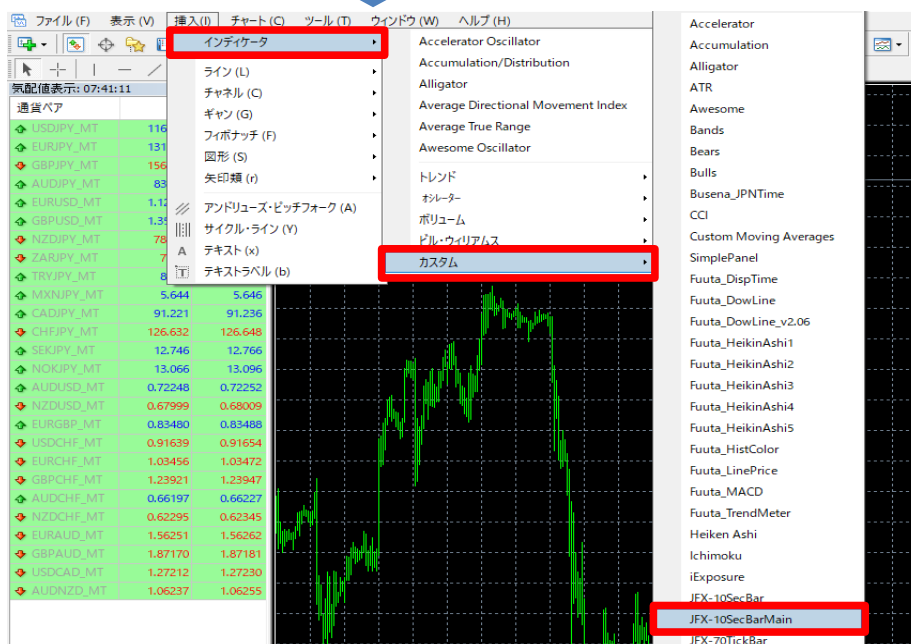 ファイル (F) 表示 (V) 挿入(I) チャート (C) ツール (T) ウィンドウ (W) ヘルプ (H)
気配値表示: 07:41:11
通貨ペア
USDJPY_MT 116
EURJPY_MT 131
GBPJPY_MT 156
AUDJPY_MT 83
EURUSD_MT 1.12
GBPUSD_MT 1.35
NZDJPY_MT 78
ZARJPY_MT 7
TRYJPY_MT 8
MXNJPY_MT 5.644 5.646
CADJPY_MT 91.221 91.236
CHFJPY_MT 126.632 126.648
SEKJPY_MT 12.746 12.766
NOKJPY_MT 13.066 13.096
AUDUSD_MT 0.72248 0.72252
NZDUSD_MT 0.67999 0.68009
EURGBP_MT 0.83480 0.83488
USDCHF_MT 0.91639 0.91654
EURCHF_MT 1.03456 1.03472
GBPCHF_MT 1.23921 1.23947
AUDCHF_MT 0.66197 0.66227
NZDCHF_MT 0.62295 0.62345
EURAUD_MT 1.56251 1.56262
GBPAUD_MT 1.87170 1.87181
USDCAD_MT 1.27212 1.27230
AUDNZD_MT 1.06237 1.06255
インディケータ
ライン (L)
チャネル (C)
ギャン (G)
フィボナッチ (F)
図形 (S)
矢印類 (r)
アンドリューズ・ピッチフォーク (A)
サイクル・ライン (Y)
A テキスト (x)
T テキストラベル (b)
Accelerator Oscillator
Accumulation/Distribution
Alligator
Average Directional Movement Index
Average True Range
Awesome Oscillator
トレンド
オシレーター
ボリューム
ビル・ウィリアムス
カスタム
Accelerator
Accumulation
Alligator
ATR
Awesome
Bands
Bears
Bulls
Busena_JPNTime
CCI
Custom Moving Averages
SimplePanel
Fuuta_DispTime
Fuuta_DowLine
Fuuta_DowLine_v2.06
Fuuta_HeikinAshi1
Fuuta_HeikinAshi2
Fuuta_HeikinAshi3
Fuuta_HeikinAshi4
Fuuta_HeikinAshi5
Fuuta_HistColor
Fuuta_LinePrice
Fuuta_MACD
Fuuta_TrendMeter
Heiken Ashi
Ichimoku
iExposure
JFX-10SecBar
JFX-10SecBarMain
JFX-70TickBar